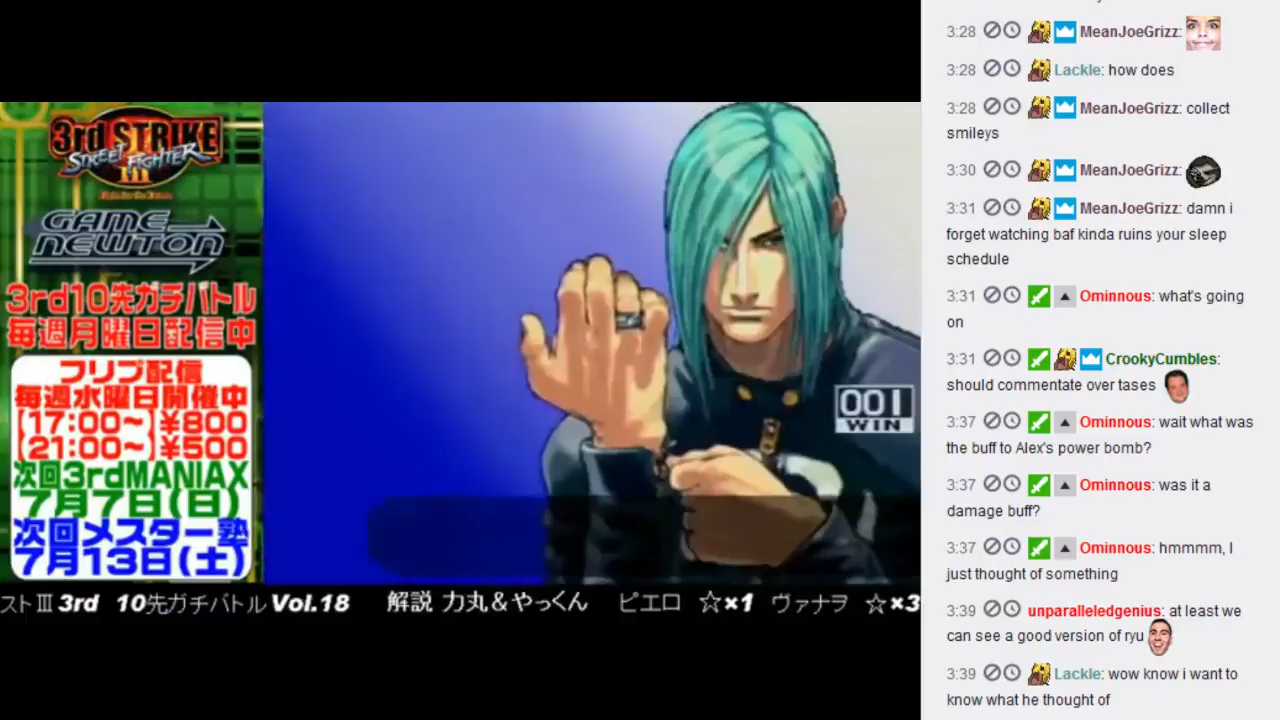 3rd STRIKE
STREET FIGHTER
III
GAME
NEWTON
3rd10先ガチバトル
毎週月曜日配信中
フリプ配信
毎週水曜日開催中
[17:00~]¥800
[21:00~]¥500
次回3rdMANIAX
7月7日(日)
次回メスター塾
7月13日(土)
001
WIN
ストⅢ 3rd 10先ガチバトル Vol.18 解説 力丸&やっくん ピエロ ☆×1 ヴァナヲ ☆×3
3:28 MeanJoeGrizz:
3:28 Lackle: how does
3:28 MeanJoeGrizz: collect
smileys
3:30 MeanJoeGrizz:
3:31 MeanJoeGrizz: damn i
forget watching baf kinda ruins your sleep
schedule
3:31 Ominnous: what's going
on
3:31 CrookyCumbles:
should commentate over tases
3:37 Ominnous: wait what was
the buff to Alex's power bomb?
3:37 Ominnous: was it a
damage buff?
3:37 Ominnous: hmmmm, I
just thought of something
3:39 unparalleledgenius: at least we
can see a good version of ryu
3:39 Lackle: wow know i want to
know what he thought of